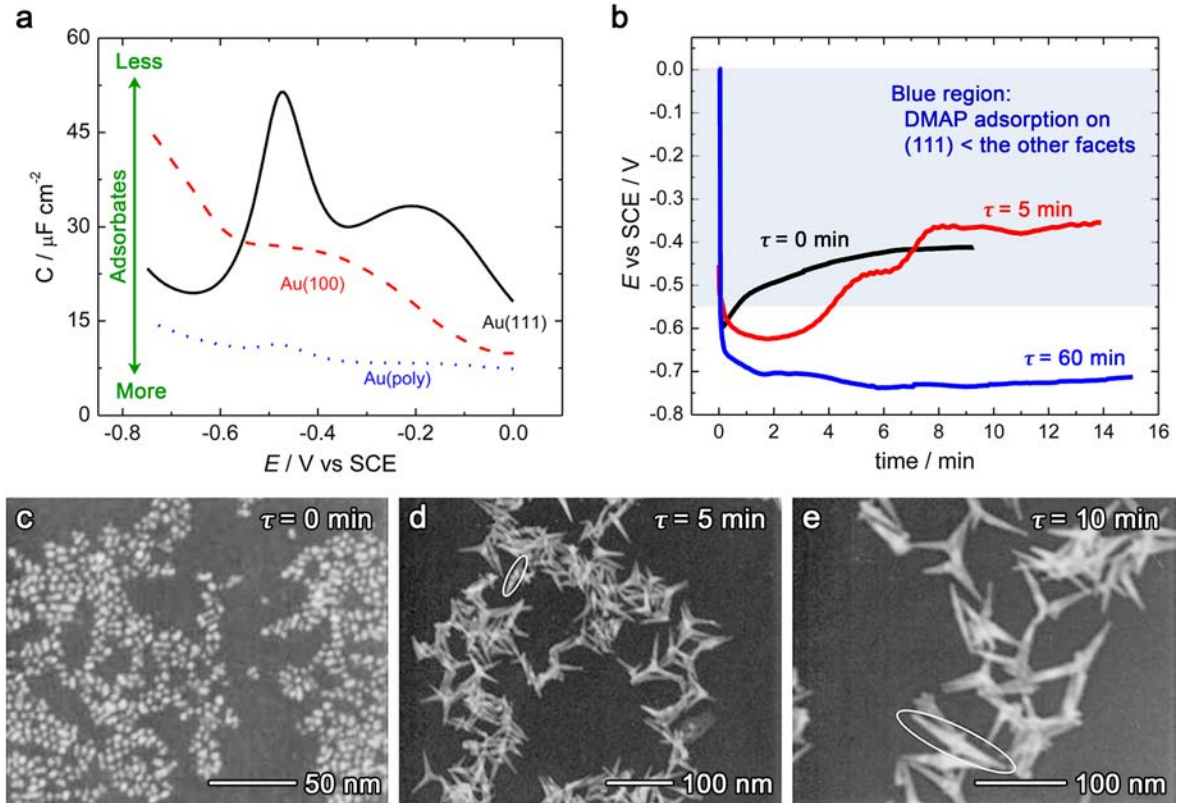 a
60
45
30
15
0
C / μF cm⁻²
Less
Adsorbates
More
Au(100)
Au(111)
Au(poly)
-0.8
-0.6
-0.4
-0.2
0.0
E / V vs SCE
b
0.0
-0.1
-0.2
-0.3
-0.4
-0.5
-0.6
-0.7
-0.8
E vs SCE / V
Blue region:
DMAP adsorption on
(111) < the other facets
τ = 5 min
τ = 0 min
τ = 60 min
0
2
4
6
8
10
12
14
16
time / min
c
τ = 0 min
50 nm
d
τ = 5 min
100 nm
e
τ = 10 min
100 nm